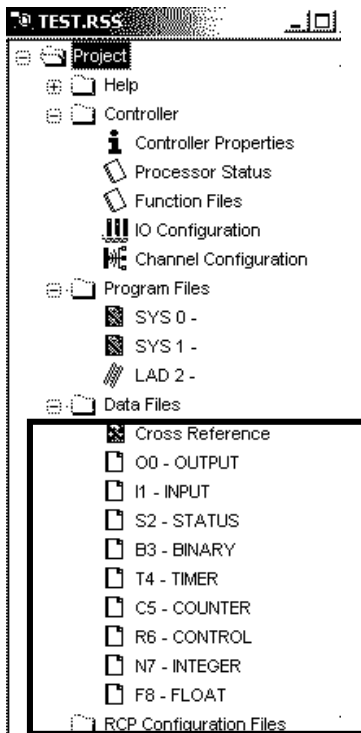 TEST.RSS
Project
Help
Controller
Controller Properties
Processor Status
Function Files
IO Configuration
Channel Configuration
Program Files
SYS 0 -
SYS 1 -
LAD 2 -
Data Files
Cross Reference
O0 - OUTPUT
I1 - INPUT
S2 - STATUS
B3 - BINARY
T4 - TIMER
C5 - COUNTER
R6 - CONTROL
N7 - INTEGER
F8 - FLOAT
RCP Configuration Files